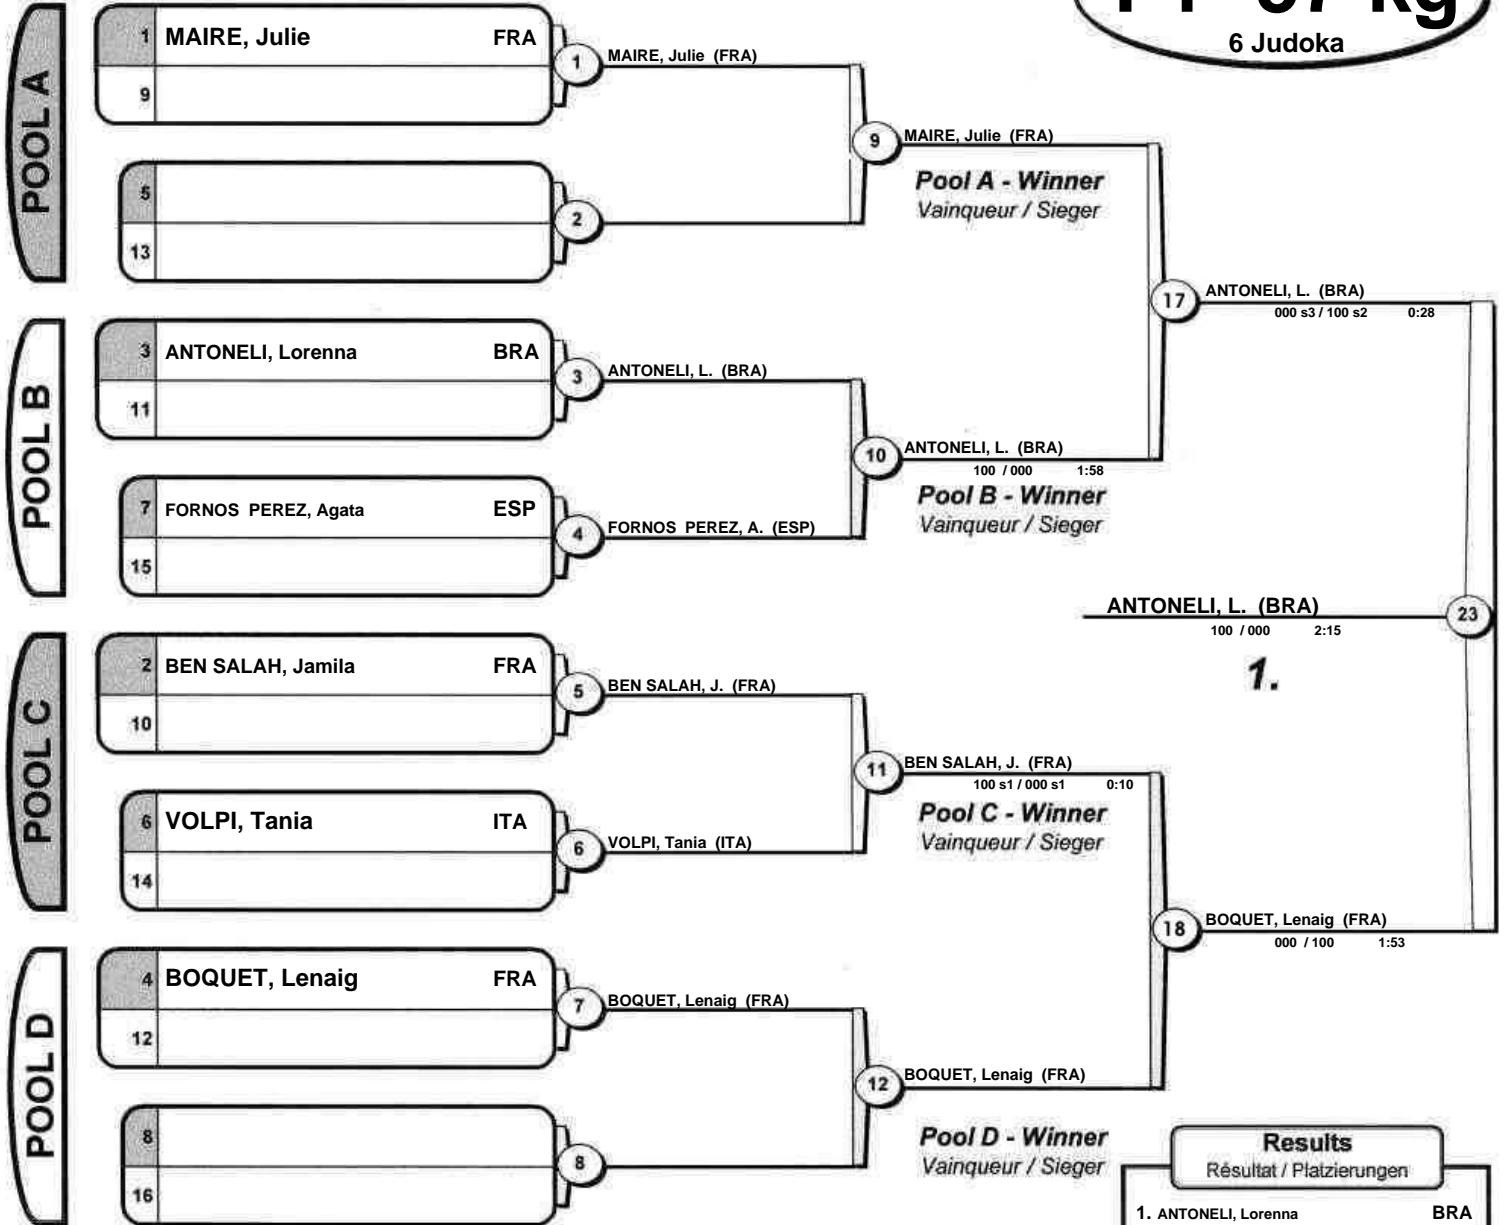 6 Judoka
POOL A
1 MAIRE, Julie FRA
9
5
13
1 MAIRE, Julie (FRA)
2
9 MAIRE, Julie (FRA)
Pool A - Winner
Vainqueur / Sieger
POOL B
3 ANTONELI, Lorenna BRA
11
7 FORNOS PEREZ, Agata ESP
15
3 ANTONELI, L. (BRA)
4 FORNOS PEREZ, A. (ESP)
10 ANTONELI, L. (BRA)
100 / 000 1:58
Pool B - Winner
Vainqueur / Sieger
17 ANTONELI, L. (BRA)
000 s3 / 100 s2 0:28
ANTONELI, L. (BRA) 23
100 / 000 2:15
1.
POOL C
2 BEN SALAH, Jamila FRA
10
6 VOLPI, Tania ITA
14
5 BEN SALAH, J. (FRA)
6 VOLPI, Tania (ITA)
11 BEN SALAH, J. (FRA)
100 s1 / 000 s1 0:10
Pool C - Winner
Vainqueur / Sieger
18 BOQUET, Lenaig (FRA)
000 / 100 1:53
POOL D
4 BOQUET, Lenaig FRA
12
8
16
7 BOQUET, Lenaig (FRA)
8
12 BOQUET, Lenaig (FRA)
Pool D - Winner
Vainqueur / Sieger
Results
Résultat / Platzierungen
1. ANTONELI, Lorenna BRA